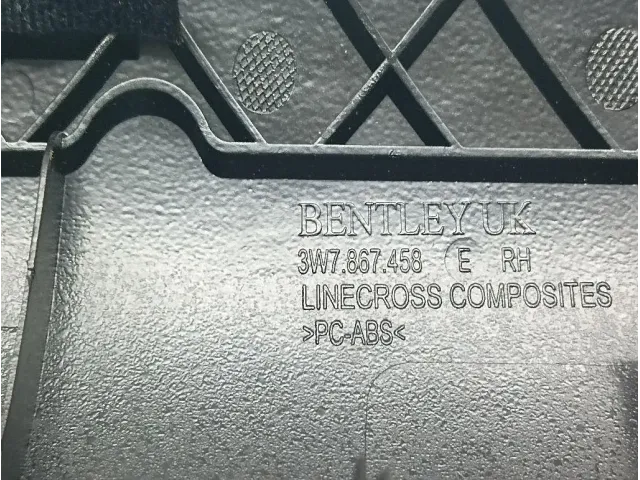 BENTLEY UK
3W7.867.458 E RH
LINECROSS COMPOSITES
>PC-ABS<